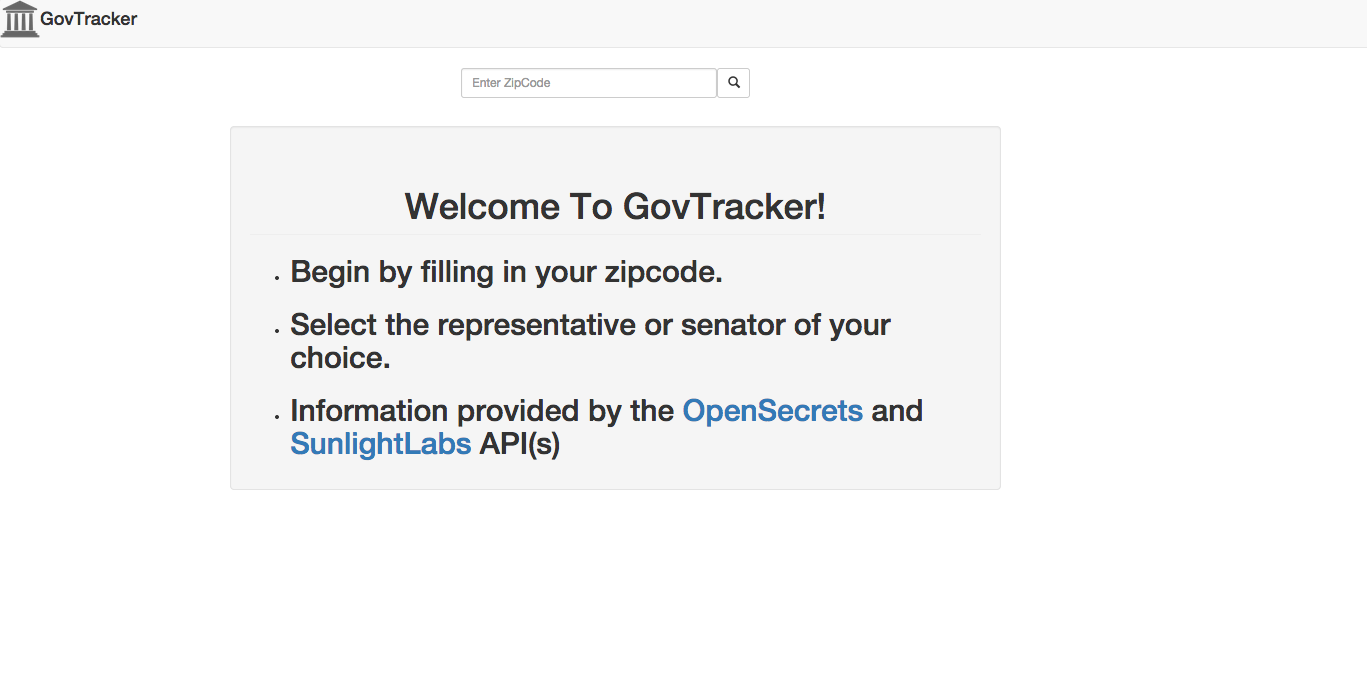 GovTracker
Enter ZipCode
Welcome To GovTracker!
Begin by filling in your zipcode.
Select the representative or senator of your
choice.
Information provided by the OpenSecrets and
SunlightLabs API(s)